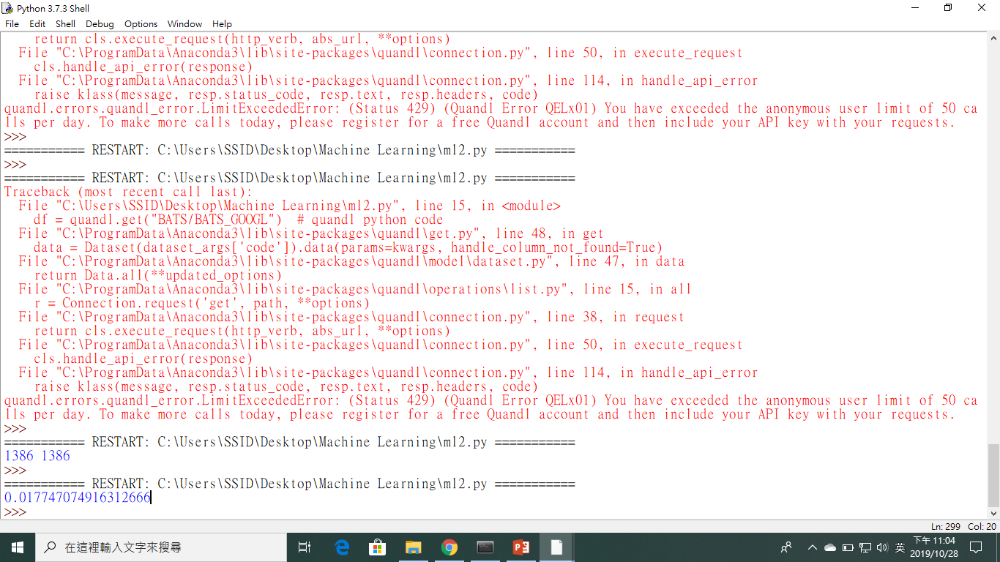 Python 3.7.3 Shell
File Edit Shell Debug Options Window Help
return cls.execute_request(http_verb, abs_url, **options)
File "C:\ProgramData\Anaconda3\lib\site-packages\quandl\connection.py", line 50, in execute_request
cls.handle_api_error(response)
File "C:\ProgramData\Anaconda3\lib\site-packages\quandl\connection.py", line 114, in handle_api_error
raise klass(message, resp.status_code, resp.text, resp.headers, code)
quandl.errors.quandl_error.LimitExceededError: (Status 429) (Quandl Error QELx01) You have exceeded the anonymous user limit of 50 ca
lls per day. To make more calls today, please register for a free Quandl account and then include your API key with your requests.
>>>
=========== RESTART: C:\Users\SSID\Desktop\Machine Learning\ml2.py ===========
>>>
=========== RESTART: C:\Users\SSID\Desktop\Machine Learning\ml2.py ===========
Traceback (most recent call last):
File "C:\Users\SSID\Desktop\Machine Learning\ml2.py", line 15, in <module>
df = quandl.get("BATS/BATS_GOOGL")  # quandl python code
File "C:\ProgramData\Anaconda3\lib\site-packages\quandl\get.py", line 48, in get
data = Dataset(dataset_args['code']).data(params=kwargs, handle_column_not_found=True)
File "C:\ProgramData\Anaconda3\lib\site-packages\quandl\model\dataset.py", line 47, in data
return Data.all(**updated_options)
File "C:\ProgramData\Anaconda3\lib\site-packages\quandl\operations\list.py", line 15, in all
r = Connection.request('get', path, **options)
File "C:\ProgramData\Anaconda3\lib\site-packages\quandl\connection.py", line 38, in request
return cls.execute_request(http_verb, abs_url, **options)
File "C:\ProgramData\Anaconda3\lib\site-packages\quandl\connection.py", line 50, in execute_request
cls.handle_api_error(response)
File "C:\ProgramData\Anaconda3\lib\site-packages\quandl\connection.py", line 114, in handle_api_error
raise klass(message, resp.status_code, resp.text, resp.headers, code)
quandl.errors.quandl_error.LimitExceededError: (Status 429) (Quandl Error QELx01) You have exceeded the anonymous user limit of 50 ca
lls per day. To make more calls today, please register for a free Quandl account and then include your API key with your requests.
>>>
=========== RESTART: C:\Users\SSID\Desktop\Machine Learning\ml2.py ===========
1386 1386
>>>
=========== RESTART: C:\Users\SSID\Desktop\Machine Learning\ml2.py ===========
0.017747074916312666
>>>
Ln: 299 Col: 20
在這裡輸入文字來搜尋
英
下午 11:04
2019/10/28